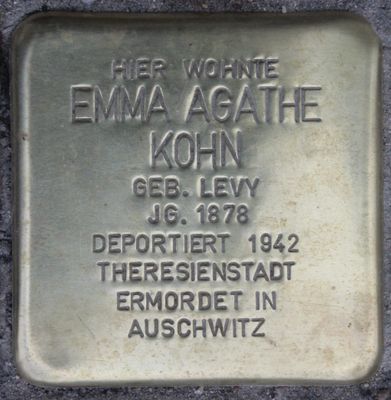 HIER WOHNTE
EMMA AGATHE
KOHN
GEB. LEVY
JG. 1878
DEPORTIERT 1942
THERESIENSTADT
ERMORDET IN
AUSCHWITZ